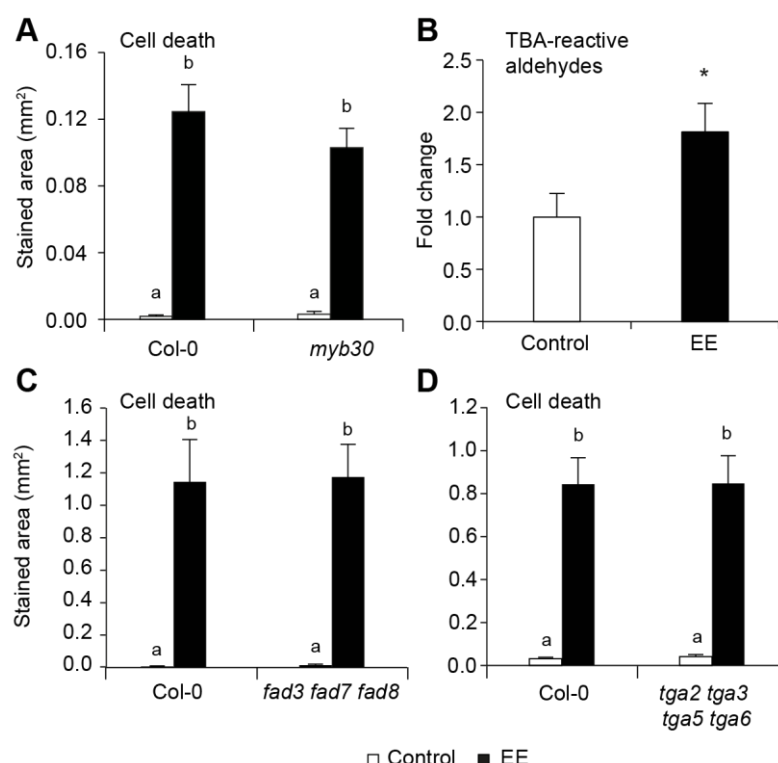 A
Cell death
Stained area (mm²)
0.16
0.12
0.08
0.04
0.00
b
b
a
a
Col-0
myb30
B
TBA-reactive
aldehydes
Fold change
2.5
2.0
1.5
1.0
0.5
0.0
*
Control
EE
C
Cell death
Stained area (mm²)
1.6
1.4
1.2
1.0
0.8
0.6
0.4
0.2
0.0
b
b
a
a
Col-0
fad3 fad7 fad8
D
Cell death
1.2
1.0
0.8
0.6
0.4
0.2
0.0
b
b
a
a
Col-0
tga2 tga3
tga5 tga6
Control
EE